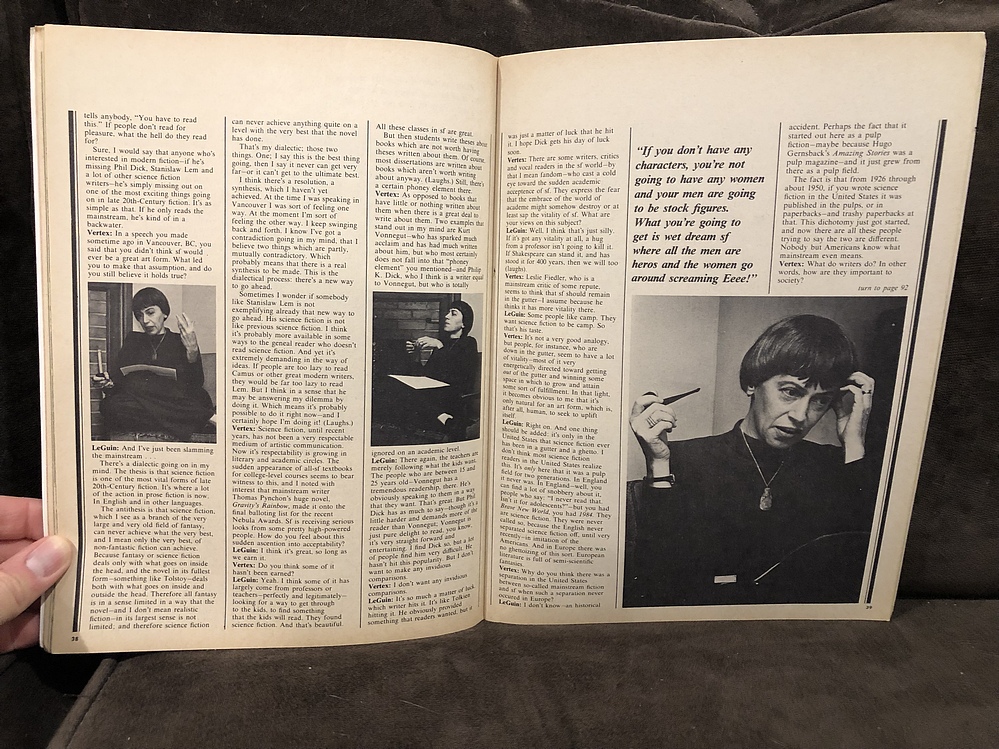 tells anybody, "You have to read
this." If people don't read for
pleasure, what the hell do they read
for?
Sure, I would say that anyone who's
interested in modern fiction—if he's
missing Phil Dick, Stanislaw Lem and
a lot of other science fiction
writers—he's simply missing out on
one of the most exciting things going
on in late 20th-Century fiction. It's as
simple as that. If he only reads the
mainstream, he's kind of in a
backwater.
Vertex: In a speech you made
sometime ago in Vancouver, BC, you
said that you didn't think sf would
ever be a great art form. What led
you to make that assumption, and do
you still believe it holds true?
LeGuin: And I've just been slamming
the mainstream . . .
There's a dialectic going on in my
mind. The thesis is that science fiction
is one of the most vital forms of late
20th-Century fiction. It's where a lot
of the action in prose fiction is now.
In English and in other languages.
The antithesis is that science fiction,
which I see as a branch of the very
large and very old field of fantasy,
can never achieve what the very best,
and I mean only the very best, of
non-fantastic fiction can achieve.
Because fantasy or science fiction
deals only with what goes on inside
the head, and the novel in its fullest
form—something like Tolstoy—deals
both with what goes on inside and
outside the head. Therefore all fantasy
is in a sense limited in a way that the
novel—and I don't mean realistic
fiction—in its largest sense is not
limited; and therefore science fiction
38
can never achieve anything quite on a
level with the very best that the novel
has done.
That's my dialectic; those two
things. One; I say this is the best thing
going, then I say it never can get very
far—or it can't get to the ultimate best.
I think there's a resolution, a
synthesis, which I haven't yet
achieved. At the time I was speaking in
Vancouver I was sort of feeling one
way. At the moment I'm sort of
feeling the other way. I keep swinging
back and forth. I know I've got a
contradiction going in my mind, that I
believe two things which are partly,
mutually contradictory. Which
probably means that there is a real
synthesis to be made. This is the
dialectical process: there's a new way
to go ahead.
Sometimes I wonder if somebody
like Stanislaw Lem is not
exemplifying already that new way to
go ahead. His science fiction is not
like previous science fiction. I think
it's probably more available in some
ways to the geneal reader who doesn't
read science fiction. And yet it's
extremely demanding in the way of
ideas. If people are too lazy to read
Camus or other great modern writers,
they would be far too lazy to read
Lem. But I think in a sense that he
may be answering my dilemma by
doing it. Which means it's probably
possible to do it right now—and I
certainly hope I'm doing it! (Laughs.)
Vertex: Science fiction, until recent
years, has not been a very respectable
medium of artistic communication.
Now it's respectability is growing in
literary and academic circles. The
sudden appearance of all-sf textbooks
for college-level courses seems to bear
witness to this, and I noted with
interest that mainstream writer
Thomas Pynchon's huge novel,
Gravity's Rainbow, made it onto the
final balloting list for the recent
Nebula Awards. Sf is receiving serious
looks from some pretty high-powered
people. How do you feel about this
sudden ascension into acceptability?
LeGuin: I think it's great, so long as
we earn it.
Vertex: Do you think some of it
hasn't been earned?
LeGuin: Yeah. I think some of it has
largely come from professors or
teachers—perfectly and legitimately—
looking for a way to get through
to the kids, to find something
that the kids will read. They found
science fiction. And that's beautiful.
All these classes in sf are great.
But then students write theses about
books which are not worth having
theses written about them. Of course,
most dissertations are written about
books which aren't worth writing
about anyway. (Laughs.) Still, there's
a certain phoney element there.
Vertex: As opposed to books that
have little or nothing written about
them when there is a great deal to
write about them. Two examples that
stand out in my mind are Kurt
Vonnegut—who has sparked much
acclaim and has had much written
about him, but who most certainly
does not fall into that "phoney
element" you mentioned—and Philip
K. Dick, who I think is a writer equal
to Vonnegut, but who is totally
ignored on an academic level.
LeGuin: There again, the teachers are
merely following what the kids want.
The people who are between 15 and
25 years old—Vonnegut has a
tremendous readership, there. He's
obviously speaking to them in a way
that they want. That's great. But Phil
Dick has as much to say—though it's a
little harder and demands more of the
reader than Vonnegut; Vonnegut is
just pure delight to read, you know,
it's very straight forward and
entertaining. I find Dick so, but a lot
of people find him very difficult. He
hasn't hit this popularity. But I don't
want to make any invidious
comparisons.
Vertex: I don't want any invidious
comparisons.
LeGuin: It's so much a matter of luck
which writer hits it. It's like Tolkien
hitting it. He obviously provided
something that readers wanted, but it
was just a matter of luck that he hit
it. I hope Dick gets his day of luck
soon.
Vertex: There are some writers, critics
and vocal readers in the sf world—by
that I mean fandom—who cast a cold
eye toward the sudden academic
acceptance of sf. They express the fear
that the embrace of the world of
academe might somehow destroy or at
least sap the vitality of sf. What are
your views on this subject?
LeGuin: Well, I think that's just silly.
If it's got any vitality at all, a hug
from a professor isn't going to kill it.
If Shakespeare can stand it, and has
stood it for 400 years, then we will too
(laugh).
Vertex: Leslie Fiedler, who is a
mainstream critic of some repute,
seems to think that sf should remain
in the gutter—I assume because he
thinks it has more vitality there.
LeGuin: Some people like camp. They
want science fiction to be camp. So
that's his taste.
Vertex: It's not a very good analogy,
but people, for instance, who are
down in the gutter, seem to have a lot
of vitality—most of it very
energetically directed toward getting
out of the gutter and winning some
space in which to grow and attain
some sort of fulfillment. In that light,
it becomes obvious to me that it's
only natural for an art form, which is,
after all, human, to seek to uplift
itself.
LeGuin: Right on. And one thing
should be added: it's only in the
United States that science fiction ever
has been in a gutter and a ghetto. I
don't think most science fiction
readers in the United States realize
this. It's only here that it was a pulp
field for two generations. In England
it never was. In England—well, you
can find a lot of snobbery about it,
people who say: "I never read that.
Isn't it for adolescents?"—but you had
Brave New World, you had 1984. They
are science fiction. They were never
called so, because the English never
separated science fiction off, until very
recently—in imitation of the
Americans. And in Europe there was
no ghettoizing of this sort. European
literature is full of semi-scientific
fantasies.
Vertex: Why do you think there was a
separation in the United States
between so-called mainstream fiction
and sf when such a separation never
occured in Europe?
LeGuin: I don't know—an historical
"If you don't have any
characters, you're not
going to have any women
and your men are going
to be stock figures.
What you're going to
get is wet dream sf
where all the men are
heros and the women go
around screaming Eeee!"
accident. Perhaps the fact that it
started out here as a pulp
fiction—maybe because Hugo
Gernsback's Amazing Stories was a
pulp magazine—and it just grew from
there as a pulp field.
The fact is that from 1926 through
about 1950, if you wrote science
fiction in the United States it was
published in the pulps, or in
paperbacks—and trashy paperbacks at
that. This dichotomy just got started,
and now there are all these people
trying to say the two are different.
Nobody but Americans knows what
mainstream even means.
Vertex: What do writers do? In other
words, how are they important to
society?
turn to page 92
39